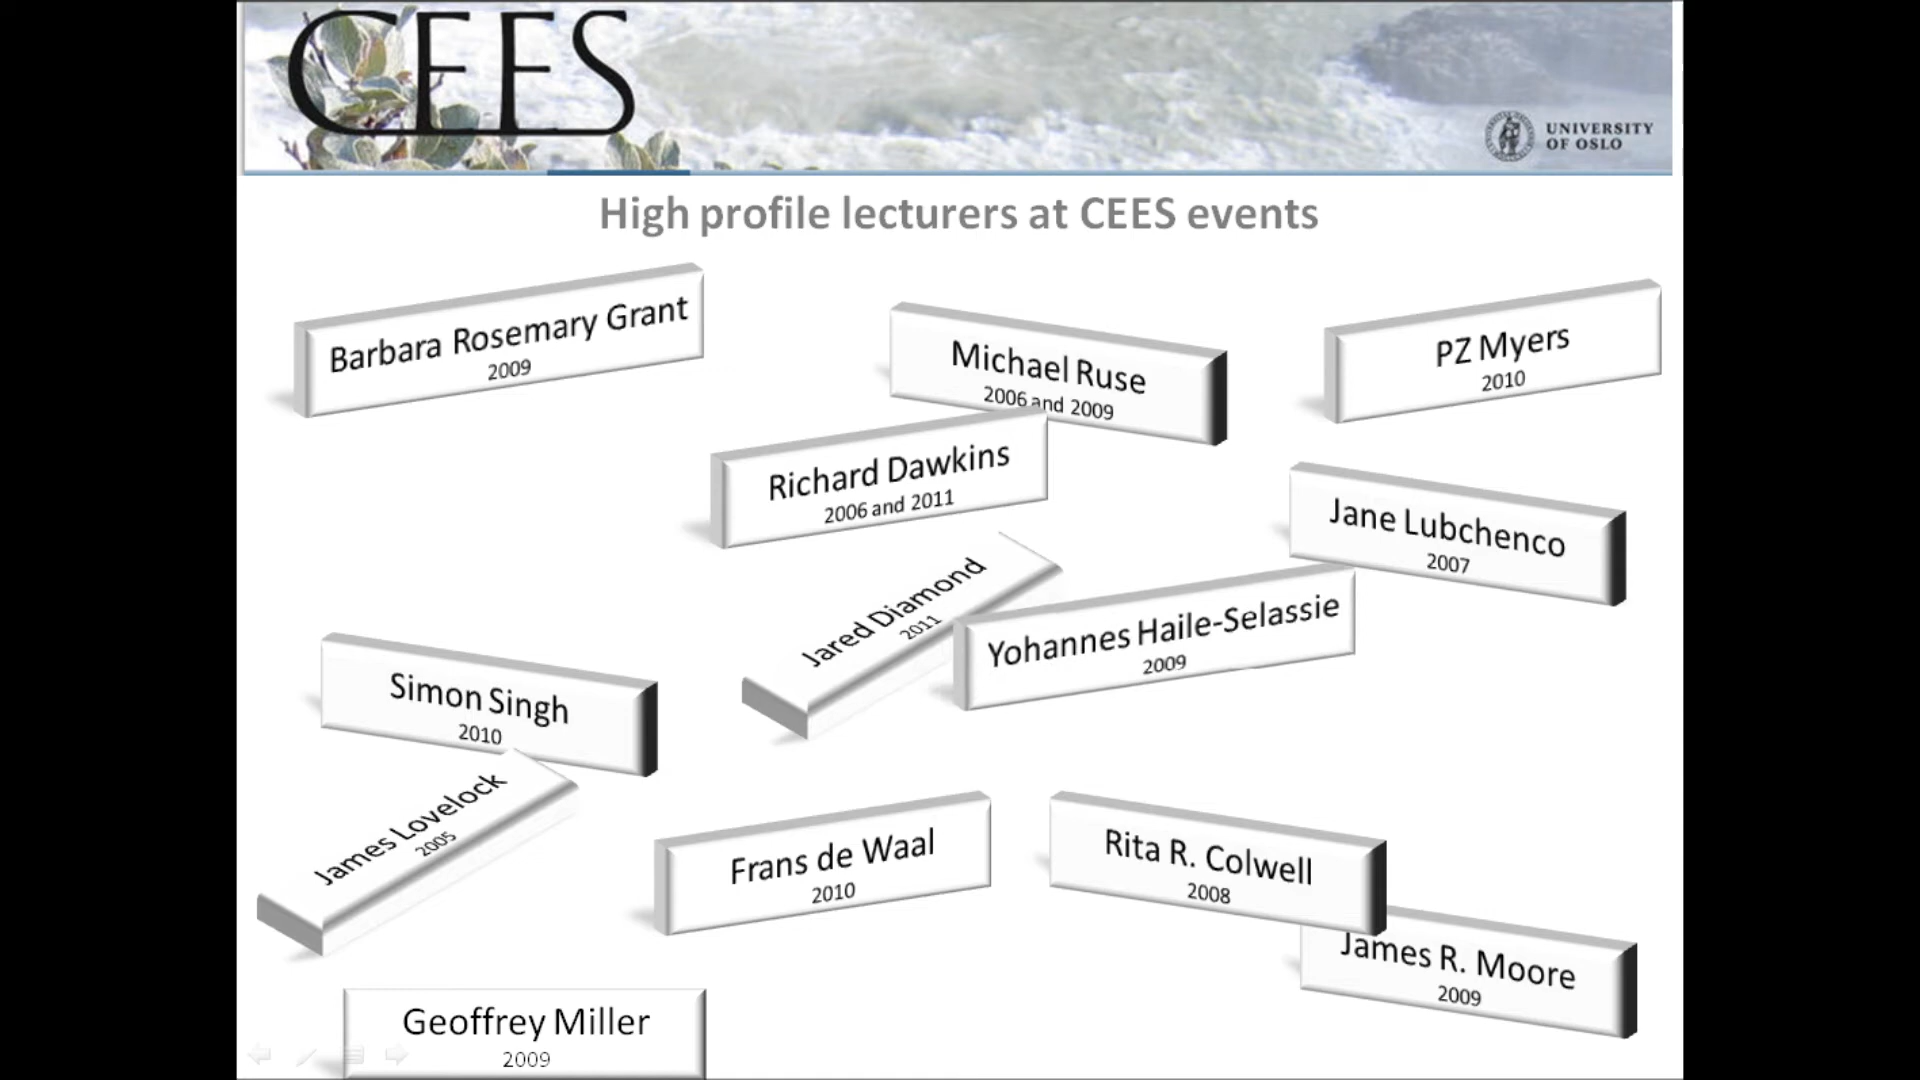 CEES
UNIVERSITY
OF OSLO
High profile lecturers at CEES events
Barbara Rosemary Grant
2009
Michael Ruse
2006 and 2009
PZ Myers
2010
Richard Dawkins
2006 and 2011
Jane Lubchenco
2007
Jared Diamond
2011
Yohannes Haile-Selassie
2009
Simon Singh
2010
James Lovelock
2005
Frans de Waal
2010
Rita R. Colwell
2008
James R. Moore
2009
Geoffrey Miller
2009